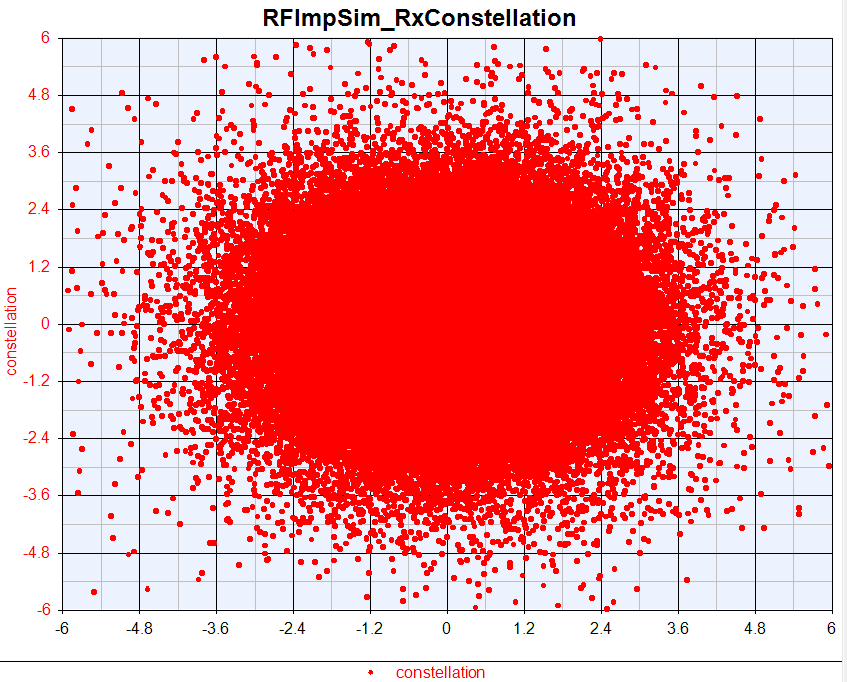 RFImpSim_RxConstellation
6
4.8
3.6
2.4
1.2
0
-1.2
-2.4
-3.6
-4.8
-6
constellation
-6 -4.8 -3.6 -2.4 -1.2 0 1.2 2.4 3.6 4.8 6
constellation